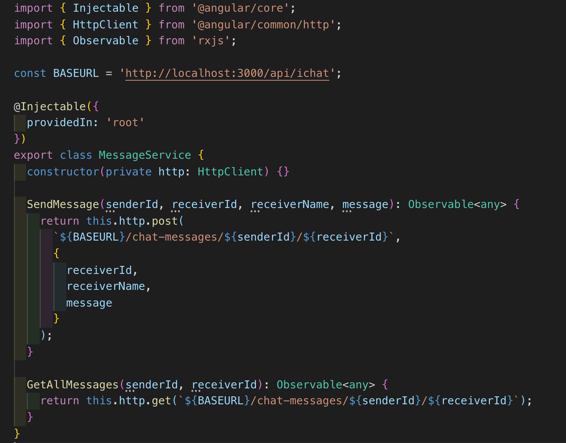 import { Injectable } from '@angular/core';
import { HttpClient } from '@angular/common/http';
import { Observable } from 'rxjs';

const BASEURL = 'http://localhost:3000/api/ichat';

@Injectable({
  providedIn: 'root'
})
export class MessageService {
  constructor(private http: HttpClient) {}

  SendMessage(senderId, receiverId, receiverName, message): Observable<any> {
    return this.http.post(
      `${BASEURL}/chat-messages/${senderId}/${receiverId}`,
      {
        receiverId,
        receiverName,
        message
      }
    );
  }

  GetAllMessages(senderId, receiverId): Observable<any> {
    return this.http.get(`${BASEURL}/chat-messages/${senderId}/${receiverId}`);
  }
}